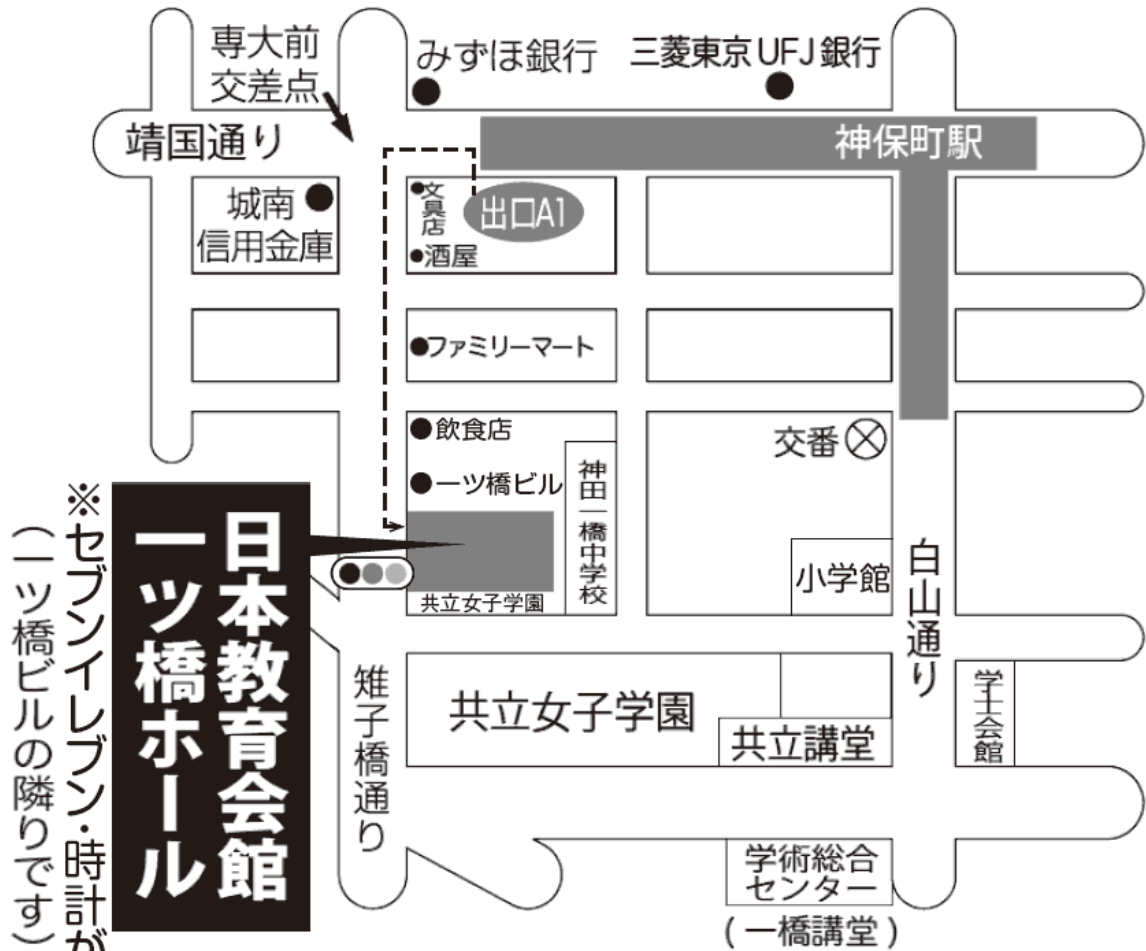 専大前
交差点
みずほ銀行
三菱東京UFJ銀行
靖国通り
神保町駅
城南
信用金庫
文具店
出口A1
酒屋
ファミリーマート
飲食店
交番
一ツ橋ビル
神田一橋中学校
日本教育会館
一ツ橋ホール
※セブンイレブン・時計が
(一ツ橋ビルの隣りです)
共立女子学園
小学館
白山通り
雉子橋通り
共立女子学園
共立講堂
学士会館
学術総合
センター
(一橋講堂)